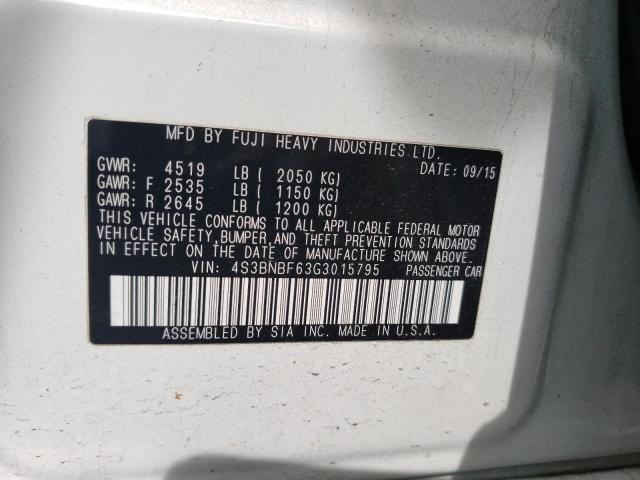 MFD BY FUJI HEAVY INDUSTRIES LTD.
DATE: 09/15
GVWR: 4519 LB ( 2050 KG)
GAWR: F 2535 LB ( 1150 KG)
GAWR: R 2645 LB ( 1200 KG)
THIS VEHICLE CONFORMS TO ALL APPLICABLE FEDERAL MOTOR
VEHICLE SAFETY,BUMPER,AND THEFT PREVENTION STANDARDS
IN EFFECT ON THE DATE OF MANUFACTURE SHOWN ABOVE.
VIN: 4S3BNBF63G3015795 PASSENGER CAR
ASSEMBLED BY SIA INC. MADE IN U.S.A.